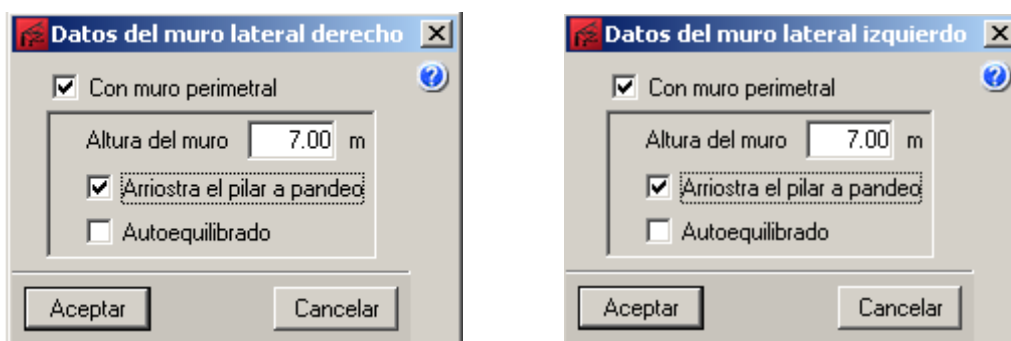 Datos del muro lateral derecho
Con muro perimetral
Altura del muro 7.00 m
Arriostra el pilar a pandeo
Autoequilibrado
Aceptar Cancelar
Datos del muro lateral izquierdo
Con muro perimetral
Altura del muro 7.00 m
Arriostra el pilar a pandeo
Autoequilibrado
Aceptar Cancelar